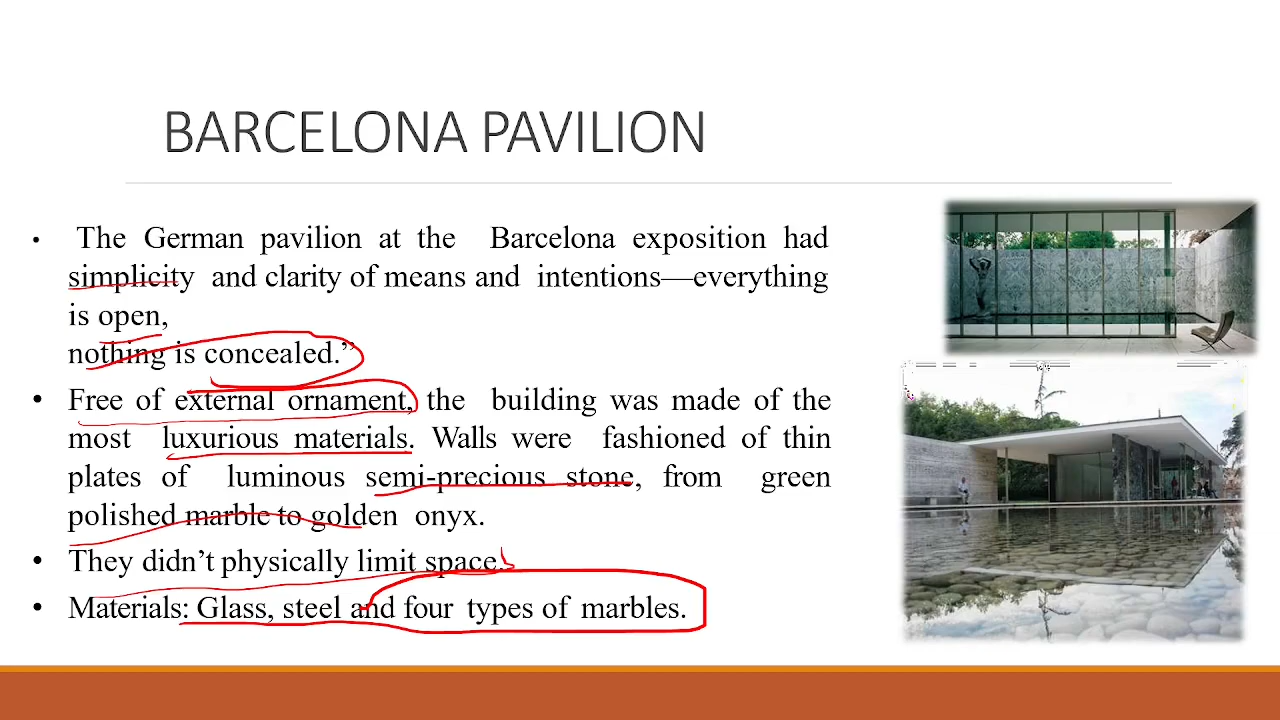 BARCELONA PAVILION
• The German pavilion at the Barcelona exposition had
simplicity and clarity of means and intentions—everything
is open,
nothing is concealed.”
• Free of external ornament, the building was made of the
most luxurious materials. Walls were fashioned of thin
plates of luminous semi-precious stone, from green
polished marble to golden onyx.
• They didn’t physically limit space.
• Materials: Glass, steel and four types of marbles.